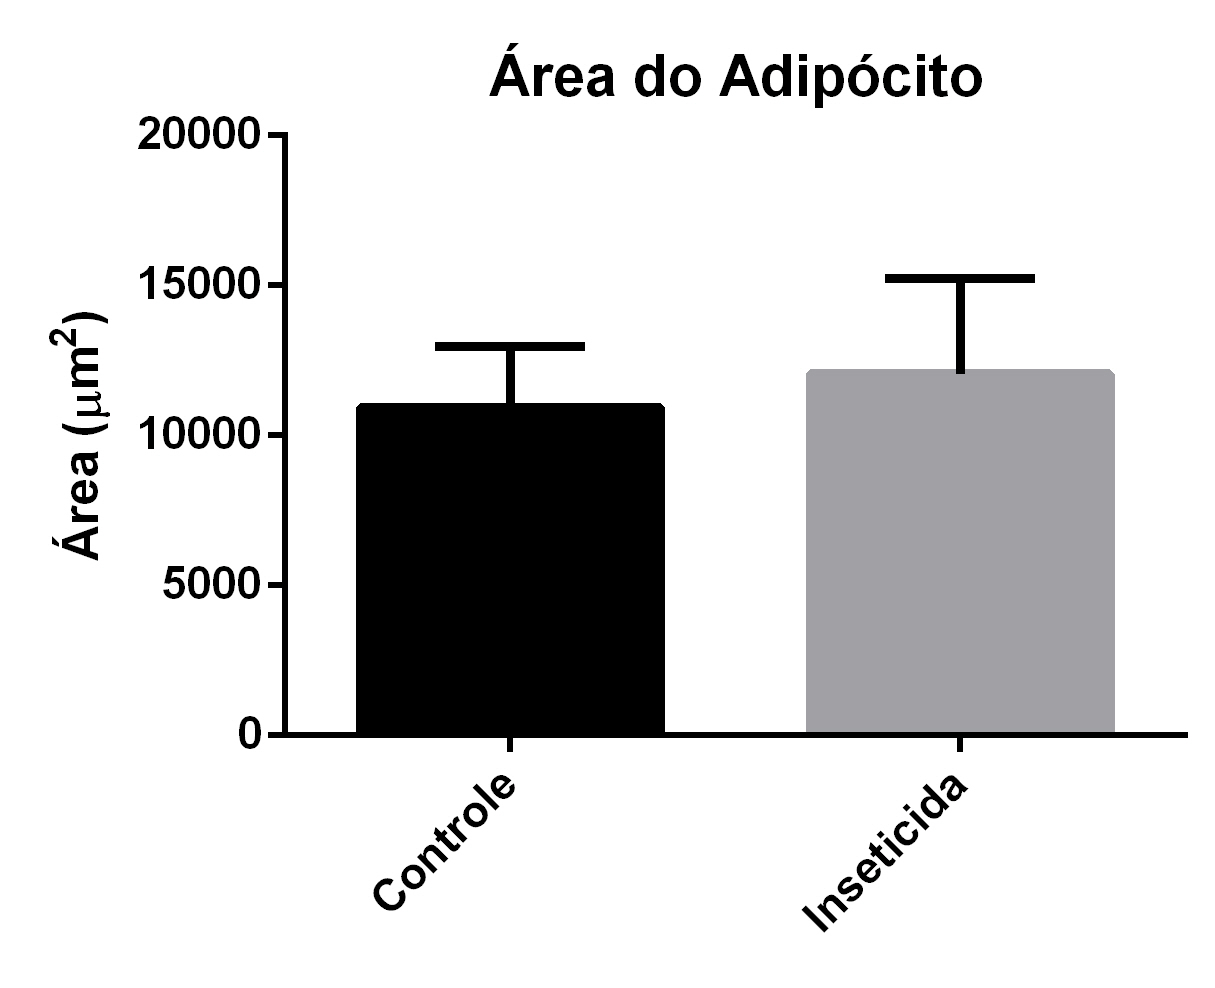 Área do Adipócito
20000
15000
10000
5000
0
Área (μm²)
Controle
Inseticida